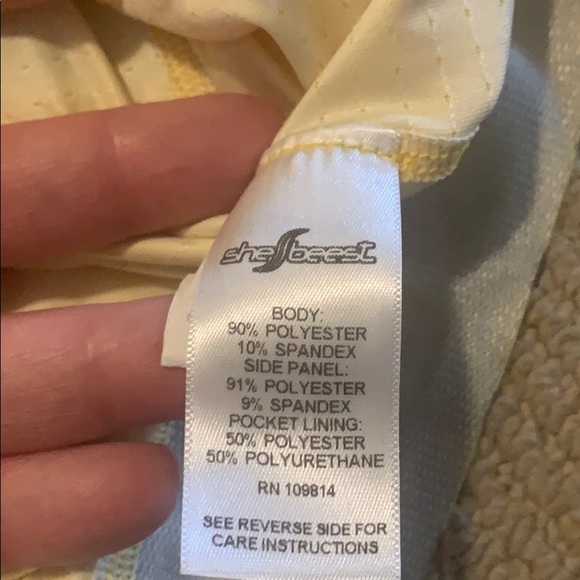 shebeest
BODY:
90% POLYESTER
10% SPANDEX
SIDE PANEL:
91% POLYESTER
9% SPANDEX
POCKET LINING:
50% POLYESTER
50% POLYURETHANE
RN 109814
SEE REVERSE SIDE FOR
CARE INSTRUCTIONS